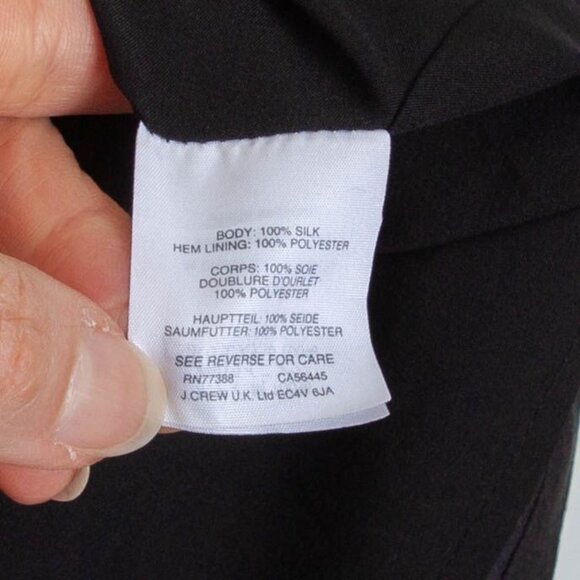 BODY: 100% SILK
HEM LINING: 100% POLYESTER
CORPS: 100% SOIE
DOUBLURE D'OURLET
100% POLYESTER
HAUPTTEIL: 100% SEIDE
SAUMFUTTER: 100% POLYESTER
SEE REVERSE FOR CARE
RN77388 CA56445
J.CREW U.K. Ltd EC4V 6JA